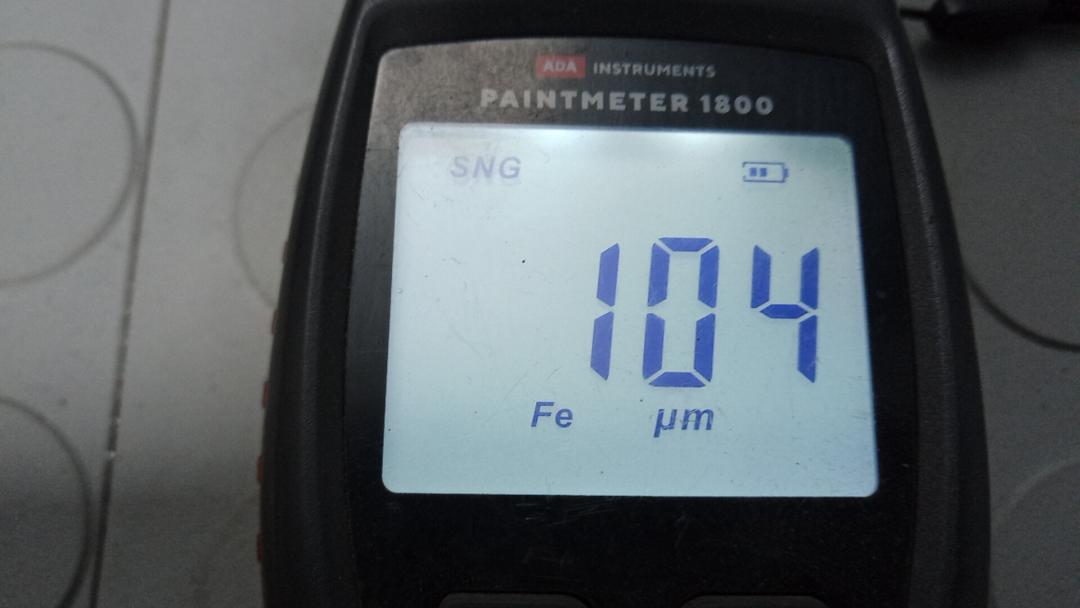 ADA INSTRUMENTS
PAINTMETER 1800
SNG
104
Fe µm